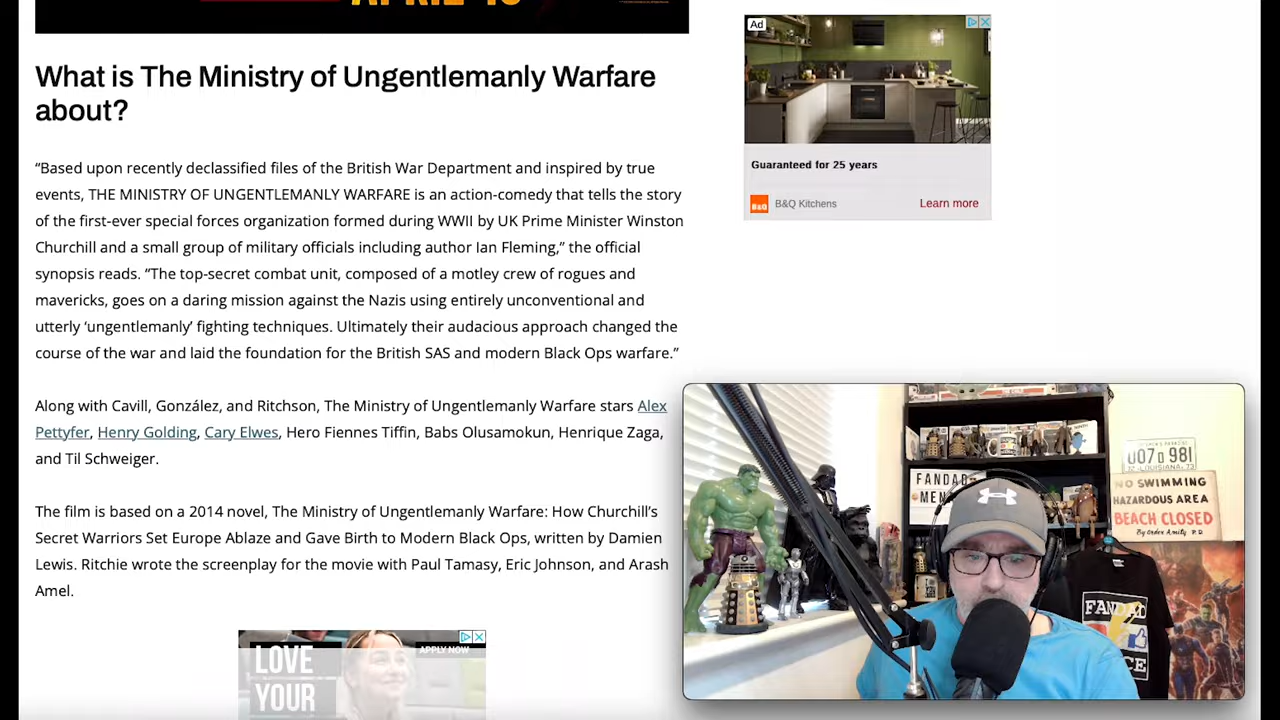 What is The Ministry of Ungentlemanly Warfare
about?
“Based upon recently declassified files of the British War Department and inspired by true
events, THE MINISTRY OF UNGENTLEMANLY WARFARE is an action-comedy that tells the story
of the first-ever special forces organization formed during WWII by UK Prime Minister Winston
Churchill and a small group of military officials including author Ian Fleming,” the official
synopsis reads. “The top-secret combat unit, composed of a motley crew of rogues and
mavericks, goes on a daring mission against the Nazis using entirely unconventional and
utterly ‘ungentlemanly’ fighting techniques. Ultimately their audacious approach changed the
course of the war and laid the foundation for the British SAS and modern Black Ops warfare.”
Along with Cavill, González, and Ritchson, The Ministry of Ungentlemanly Warfare stars Alex
Pettyfer, Henry Golding, Cary Elwes, Hero Fiennes Tiffin, Babs Olusamokun, Henrique Zaga,
and Til Schweiger.
The film is based on a 2014 novel, The Ministry of Ungentlemanly Warfare: How Churchill’s
Secret Warriors Set Europe Ablaze and Gave Birth to Modern Black Ops, written by Damien
Lewis. Ritchie wrote the screenplay for the movie with Paul Tamasy, Eric Johnson, and Arash
Amel.
LOVE
YOUR
APPLY NOW
Ad
Guaranteed for 25 years
B&Q
B&Q Kitchens
Learn more
FANDAD
007 981
LOUISIANA
NO SWIMMING
HAZARDOUS AREA
BEACH CLOSED
By Order Amity P.D.
FANDAD